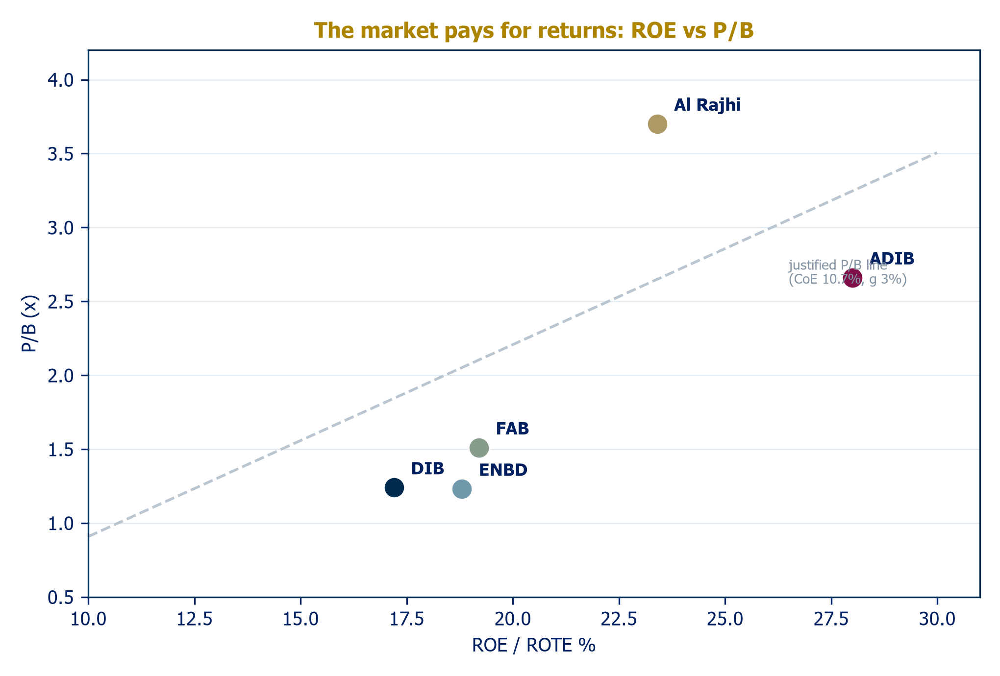 The market pays for returns: ROE vs P/B
4.0
3.5
3.0
2.5
2.0
1.5
1.0
0.5
P/B (x)
Al Rajhi
ADIB
justified P/B line
(CoE 10.7%, g 3%)
FAB
DIB
ENBD
10.0 12.5 15.0 17.5 20.0 22.5 25.0 27.5 30.0
ROE / ROTE %